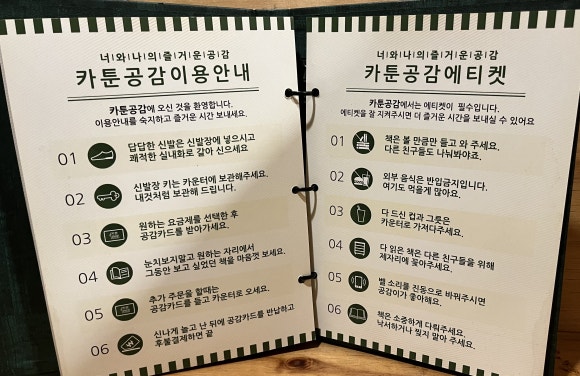 너와나의즐거운공감
카툰공감이용안내
카툰공감에 오신 것을 환영합니다.
이용안내를 숙지하고 즐거운 시간을 보내세요.
01
답답한 신발은 신발장에 넣으시고
쾌적한 실내화로 갈아 신으세요
02
신발장 키는 카운터에 보관해주세요.
내것처럼 보관해 드립니다.
03
원하는 요금제를 선택한 후
공감카드를 받아가세요.
04
눈치보지말고 원하는 자리에서
그동안 보고 싶었던 책을 마음껏 보세요.
05
추가 주문을 할때는
공감카드를 들고 카운터로 오세요.
06
신나게 놀고 난 뒤에 공감카드를 반납하고
후불결제하면 끝
너와나의즐거운공감
카툰공감에티켓
카툰공감에서는 에티켓이 필수입니다.
에티켓을 잘 지켜주시면 더 즐거운 시간을 보내실 수 있어요
01
책은 볼 만큼만 들고 와 주세요.
다른 친구들도 나눠봐야죠.
02
외부 음식은 반입금지입니다.
여기도 먹을게 많아요.
03
다 드신 컵과 그릇은
카운터로 가져다주세요.
04
다 읽은 책은 다른 친구들을 위해
제자리에 꽂아주세요.
05
벨 소리를 진동으로 바꿔주시면
공감이가 좋아해요.
06
책은 소중하게 다뤄주세요.
낙서하거나 찢지 말아 주세요.